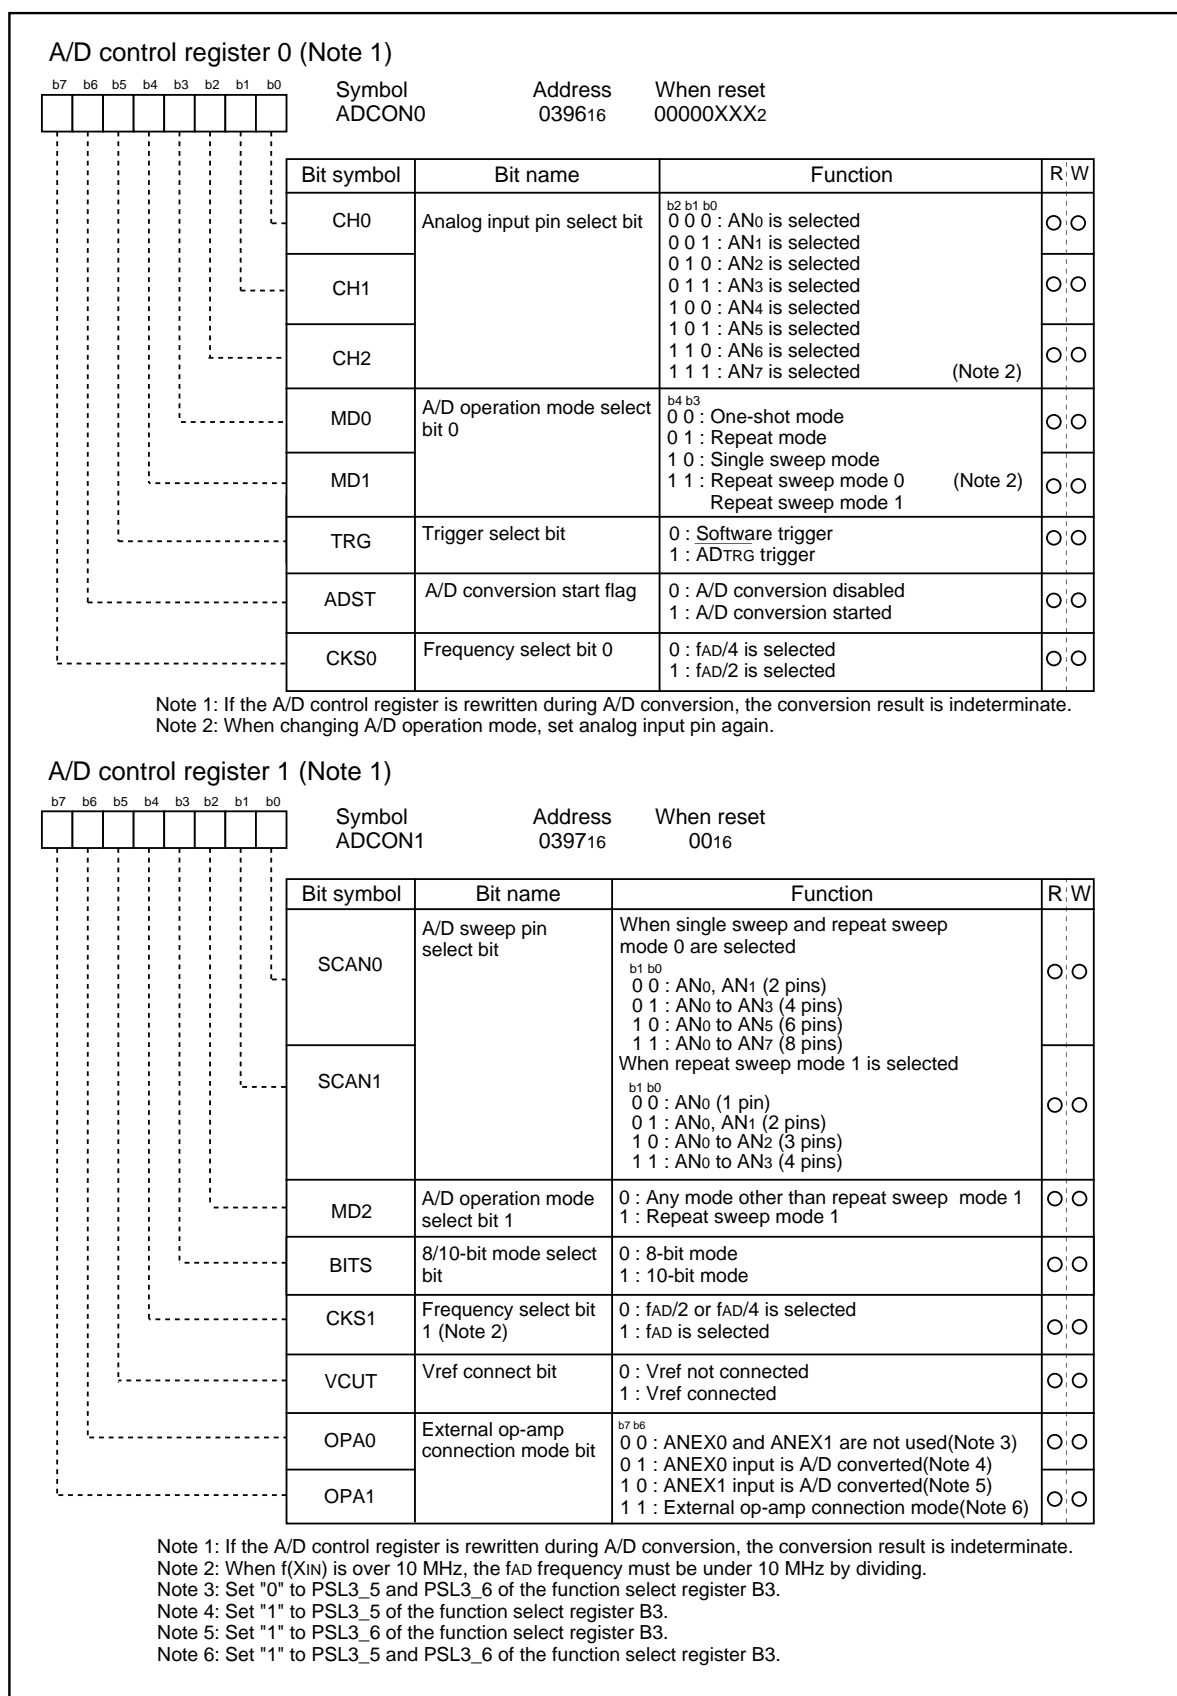 A/D control register 0 (Note 1)
b7 b6 b5 b4 b3 b2 b1 b0
Symbol Address When reset
ADCON0 039616 00000XXX2
Bit symbol Bit name Function R W
CH0 Analog input pin select bit
b2 b1 b0
0 0 0 : AN0 is selected
0 0 1 : AN1 is selected
0 1 0 : AN2 is selected
CH1
0 1 1 : AN3 is selected
1 0 0 : AN4 is selected
1 0 1 : AN5 is selected
CH2
1 1 0 : AN6 is selected
1 1 1 : AN7 is selected (Note 2)
MD0 A/D operation mode select
bit 0
b4 b3
0 0 : One-shot mode
0 1 : Repeat mode
MD1
1 0 : Single sweep mode
1 1 : Repeat sweep mode 0 (Note 2)
Repeat sweep mode 1
TRG Trigger select bit
0 : Software trigger
1 : ADTRG trigger
ADST A/D conversion start flag
0 : A/D conversion disabled
1 : A/D conversion started
CKS0 Frequency select bit 0
0 : fAD/4 is selected
1 : fAD/2 is selected
Note 1: If the A/D control register is rewritten during A/D conversion, the conversion result is indeterminate.
Note 2: When changing A/D operation mode, set analog input pin again.
A/D control register 1 (Note 1)
b7 b6 b5 b4 b3 b2 b1 b0
Symbol Address When reset
ADCON1 039716 0016
Bit symbol Bit name Function R W
SCAN0 A/D sweep pin
select bit
When single sweep and repeat sweep
mode 0 are selected
b1 b0
0 0 : AN0, AN1 (2 pins)
0 1 : AN0 to AN3 (4 pins)
1 0 : AN0 to AN5 (6 pins)
1 1 : AN0 to AN7 (8 pins)
SCAN1
When repeat sweep mode 1 is selected
b1 b0
0 0 : AN0 (1 pin)
0 1 : AN0, AN1 (2 pins)
1 0 : AN0 to AN2 (3 pins)
1 1 : AN0 to AN3 (4 pins)
MD2 A/D operation mode
select bit 1
0 : Any mode other than repeat sweep mode 1
1 : Repeat sweep mode 1
BITS 8/10-bit mode select
bit
0 : 8-bit mode
1 : 10-bit mode
CKS1 Frequency select bit
1 (Note 2)
0 : fAD/2 or fAD/4 is selected
1 : fAD is selected
VCUT Vref connect bit
0 : Vref not connected
1 : Vref connected
OPA0 External op-amp
connection mode bit
b7 b6
0 0 : ANEX0 and ANEX1 are not used(Note 3)
0 1 : ANEX0 input is A/D converted(Note 4)
OPA1
1 0 : ANEX1 input is A/D converted(Note 5)
1 1 : External op-amp connection mode(Note 6)
Note 1: If the A/D control register is rewritten during A/D conversion, the conversion result is indeterminate.
Note 2: When f(XIN) is over 10 MHz, the fAD frequency must be under 10 MHz by dividing.
Note 3: Set "0" to PSL3_5 and PSL3_6 of the function select register B3.
Note 4: Set "1" to PSL3_5 of the function select register B3.
Note 5: Set "1" to PSL3_6 of the function select register B3.
Note 6: Set "1" to PSL3_5 and PSL3_6 of the function select register B3.